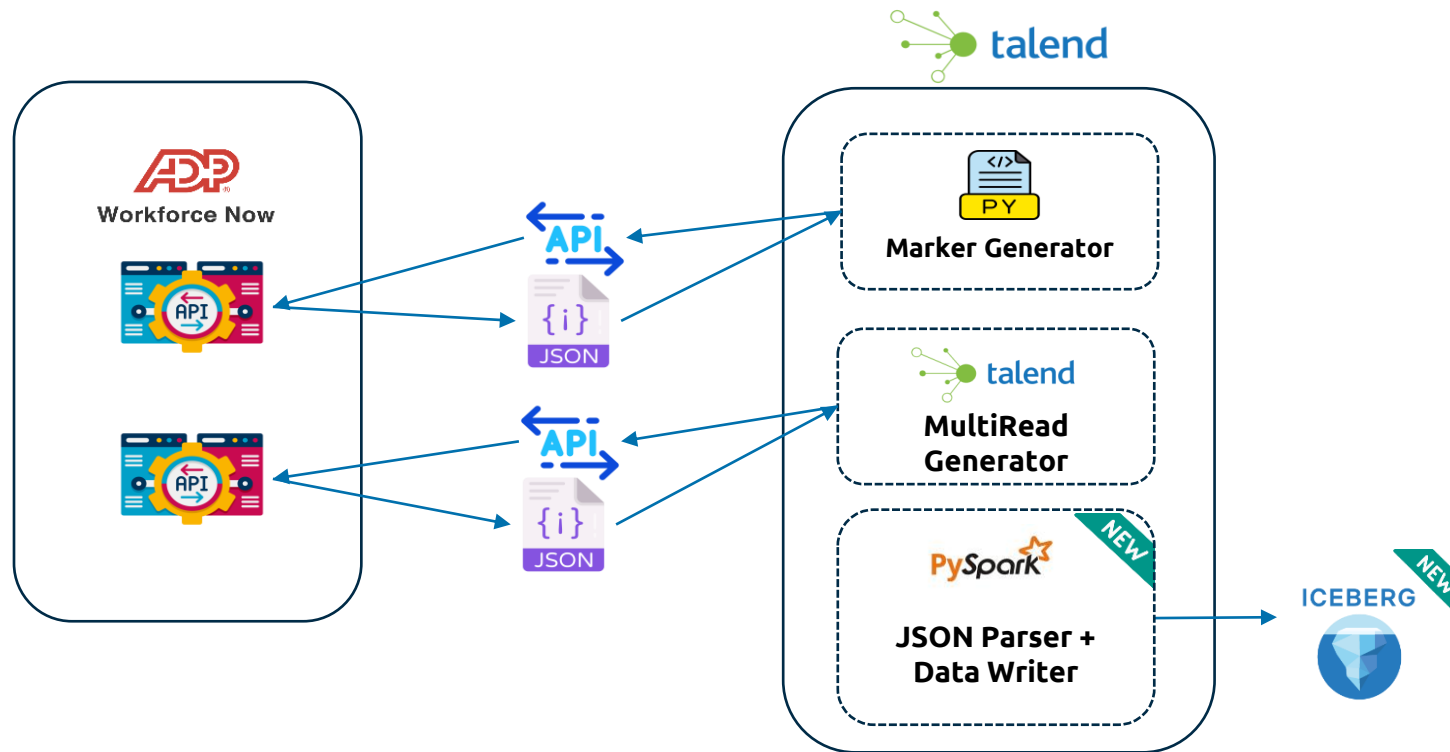 talend
ADP
Workforce Now
API
API
{i}
JSON
</>
PY
Marker Generator
API
API
{i}
JSON
talend
MultiRead
Generator
PySpark
NEW
JSON Parser +
Data Writer
NEW
ICEBERG